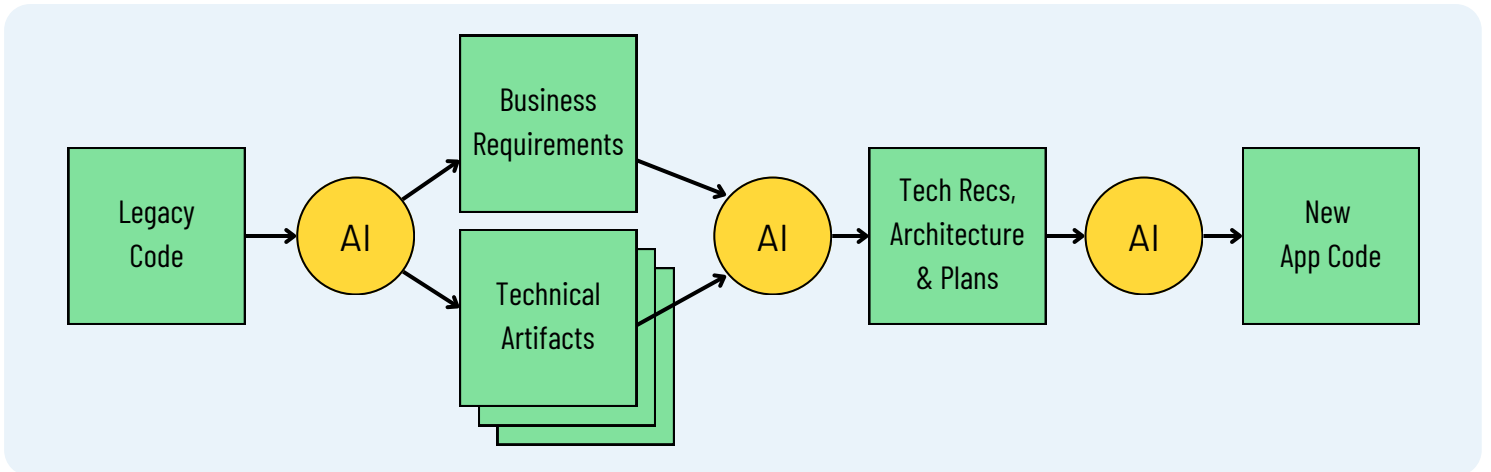 Legacy
Code
AI
Business
Requirements
Technical
Artifacts
AI
Tech Recs,
Architecture
& Plans
AI
New
App Code